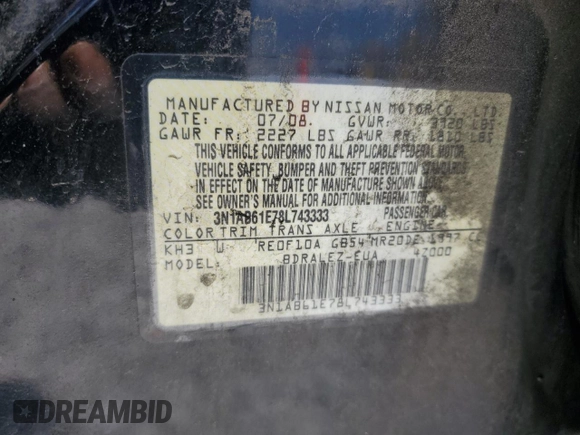 MANUFACTURED BY NISSAN MOTOR CO. LTD
DATE: 07/08. GVWR: 3920 LBS
GAWR FR: 2227 LBS GAWR RR: 1810 LBS
THIS VEHICLE CONFORMS TO ALL APPLICABLE FEDERAL MOTOR
VEHICLE SAFETY, BUMPER AND THEFT PREVENTION STANDARDS
IN EFFECT ON THE DATE OF MANUFACTURE SHOWN ABOVE.
SEE OWNER'S MANUAL FOR ADDITIONAL INFORMATION.
VIN: 3N1AB61E78L743333 PASSENGER CAR
COLOR TRIM TRANS AXLE ENGINE
KH3 U RE0F10A GB54 MR20DE 1997 CC
MODEL: BDRALEZ-EUA 4Z000
3N1AB61E78L743333
DREAMBID